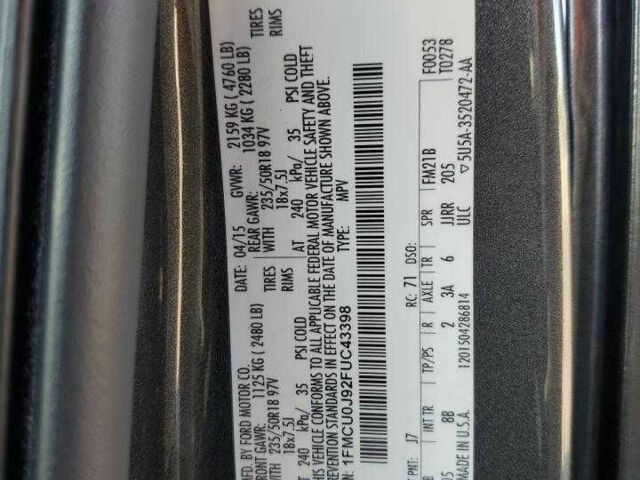 MFD. BY FORD MOTOR CO.
DATE: 04/15 GVWR: 2159 KG ( 4760 LB)
FRONT GAWR: 1125 KG ( 2480 LB) REAR GAWR: 1034 KG ( 2280 LB)
235/50R18 97V TIRES WITH 235/50R18 97V TIRES
18x7.5J RIMS 18x7.5J RIMS
AT 240 kPa/ 35 PSI COLD AT 240 kPa/ 35 PSI COLD
THIS VEHICLE CONFORMS TO ALL APPLICABLE FEDERAL MOTOR VEHICLE SAFETY AND THEFT
PREVENTION STANDARDS IN EFFECT ON THE DATE OF MANUFACTURE SHOWN ABOVE.
1FMCU0J92FUC43398 TYPE: MPV
EXT PNT: J7 RC: 71 DSO: FM21B F0053
INT TR TP/PS R AXLE TR SPR T0278
8B 2 3A 6 JJRR 205
MADE IN U.S.A. 1201504286814 ULC ▽5U5A-3520472-AA